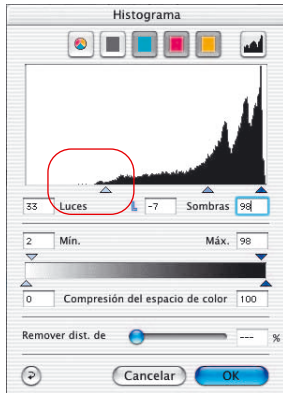 Histograma
33 Luces L -7 Sombras 98
2 Mín. Máx. 98
0 Compresión del espacio de color 100
Remover dist. de --- %
Cancelar OK